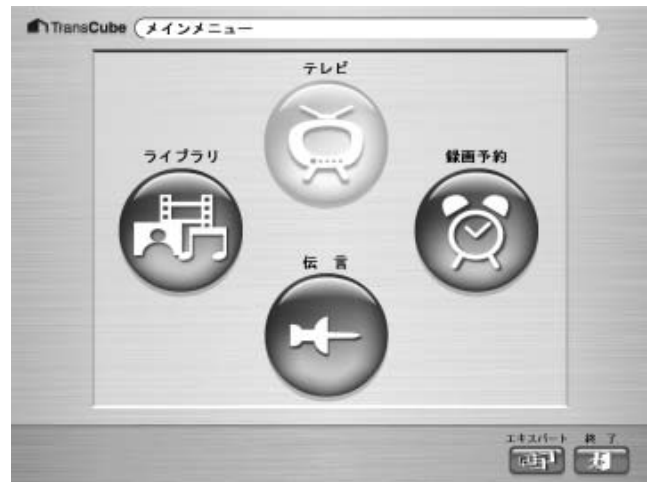 TransCube メインメニュー
テレビ
ライブラリ
録画予約
伝言
エキスパート 終了